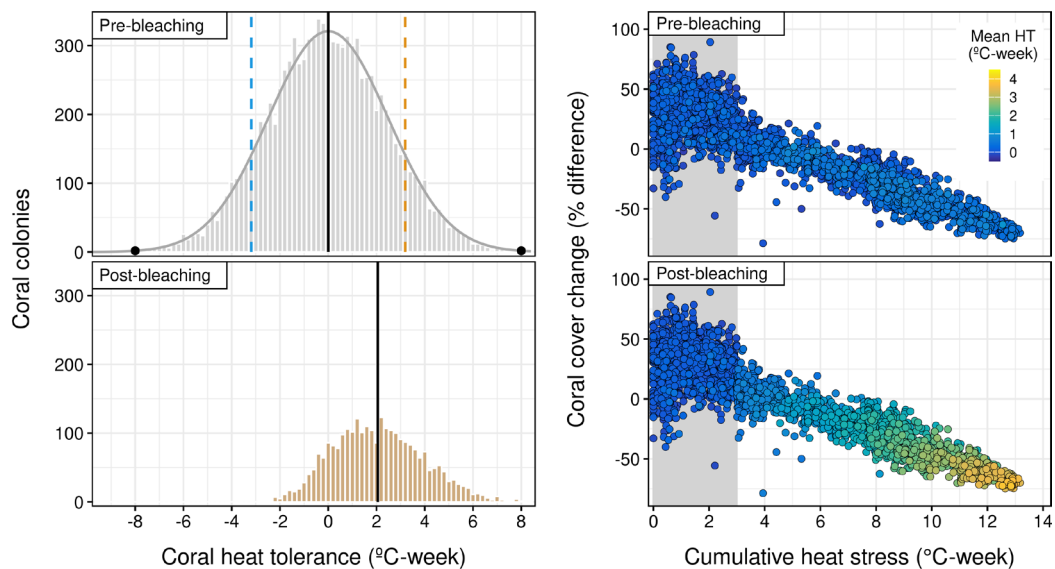 Pre-bleaching
300
200
100
0
Post-bleaching
300
200
100
0
-8 -6 -4 -2 0 2 4 6 8
Coral heat tolerance (ºC-week)
Coral colonies
Pre-bleaching
100
50
0
-50
Mean HT
(ºC-week)
4
3
2
1
0
Post-bleaching
100
50
0
-50
0 2 4 6 8 10 12 13 14
Cumulative heat stress (°C-week)
Coral cover change (% difference)